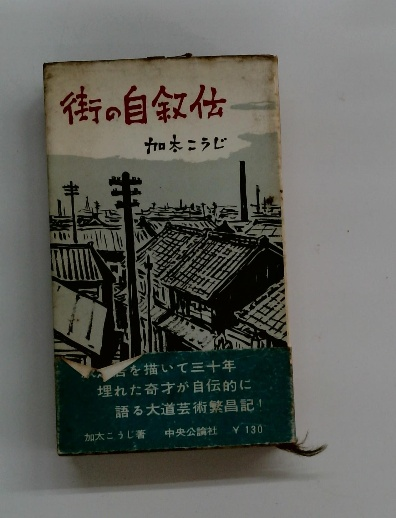 街の自叙伝
加太こうじ
を描いて三十年
埋れた奇才が自伝的に
語る大道芸術繁昌記！
加太こうじ著 中央公論社 ¥130